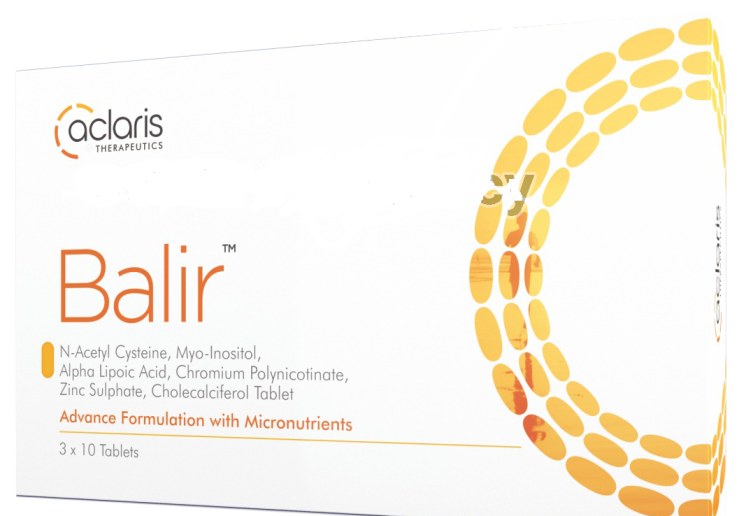 aclaris
THERAPEUTICS
Balir™
N-Acetyl Cysteine, Myo-Inositol,
Alpha Lipoic Acid, Chromium Polynicotinate,
Zinc Sulphate, Cholecalciferol Tablet
Advance Formulation with Micronutrients
3 x 10 Tablets
aclaris